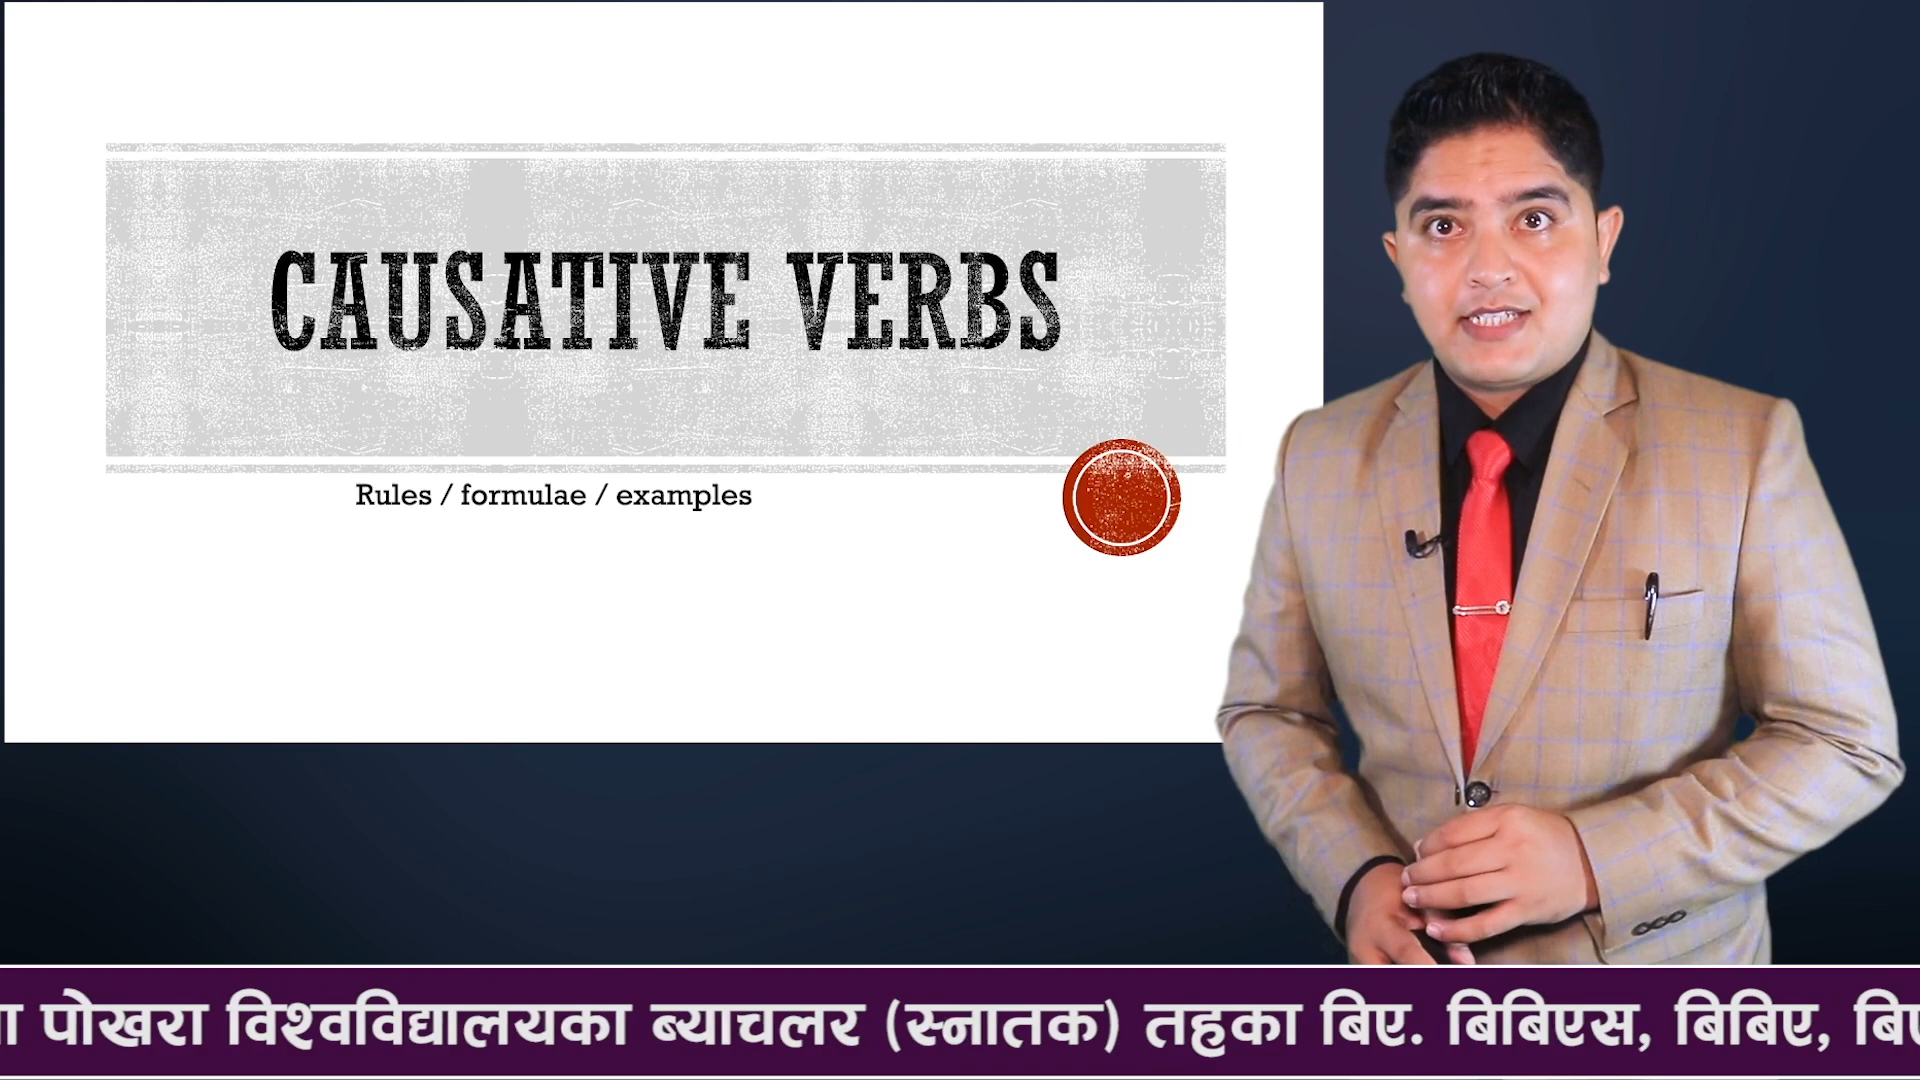 CAUSATIVE VERBS
Rules / formulae / examples
पोखरा विश्वविद्यालयका ब्याचलर (स्नातक) तहका बिए. बिबिएस, बिबिए,